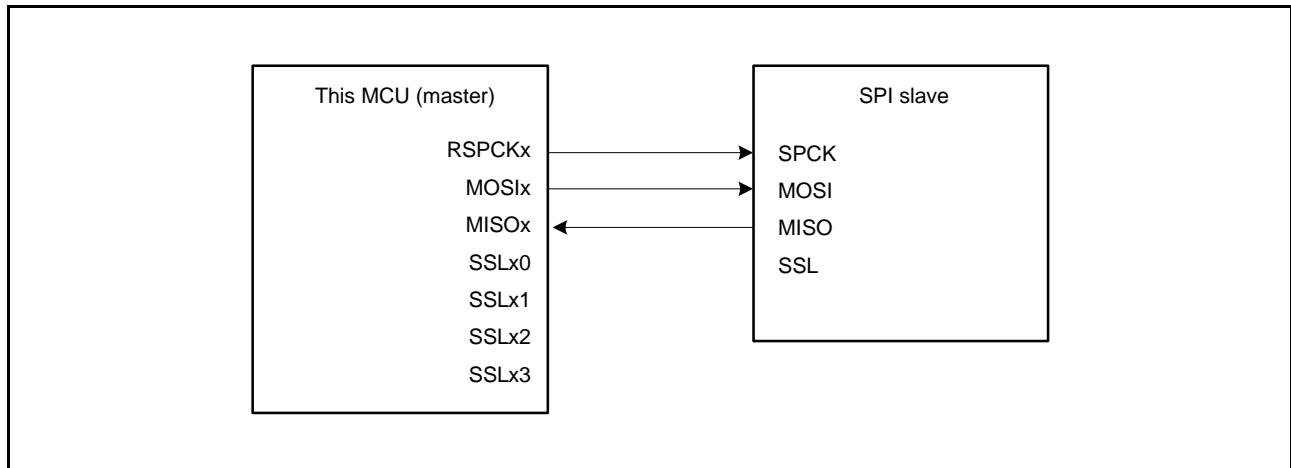 This MCU (master)
RSPCKx
MOSIx
MISOx
SSLx0
SSLx1
SSLx2
SSLx3
SPI slave
SPCK
MOSI
MISO
SSL